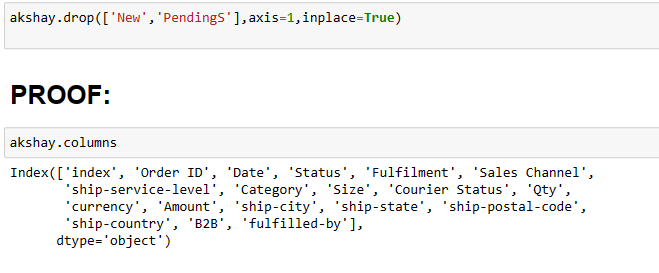 akshay.drop(['New','PendingS'],axis=1,inplace=True)
PROOF:
akshay.columns
Index(['index', 'Order ID', 'Date', 'Status', 'Fulfilment', 'Sales Channel',
'ship-service-level', 'Category', 'Size', 'Courier Status', 'Qty',
'currency', 'Amount', 'ship-city', 'ship-state', 'ship-postal-code',
'ship-country', 'B2B', 'fulfilled-by'],
dtype='object')